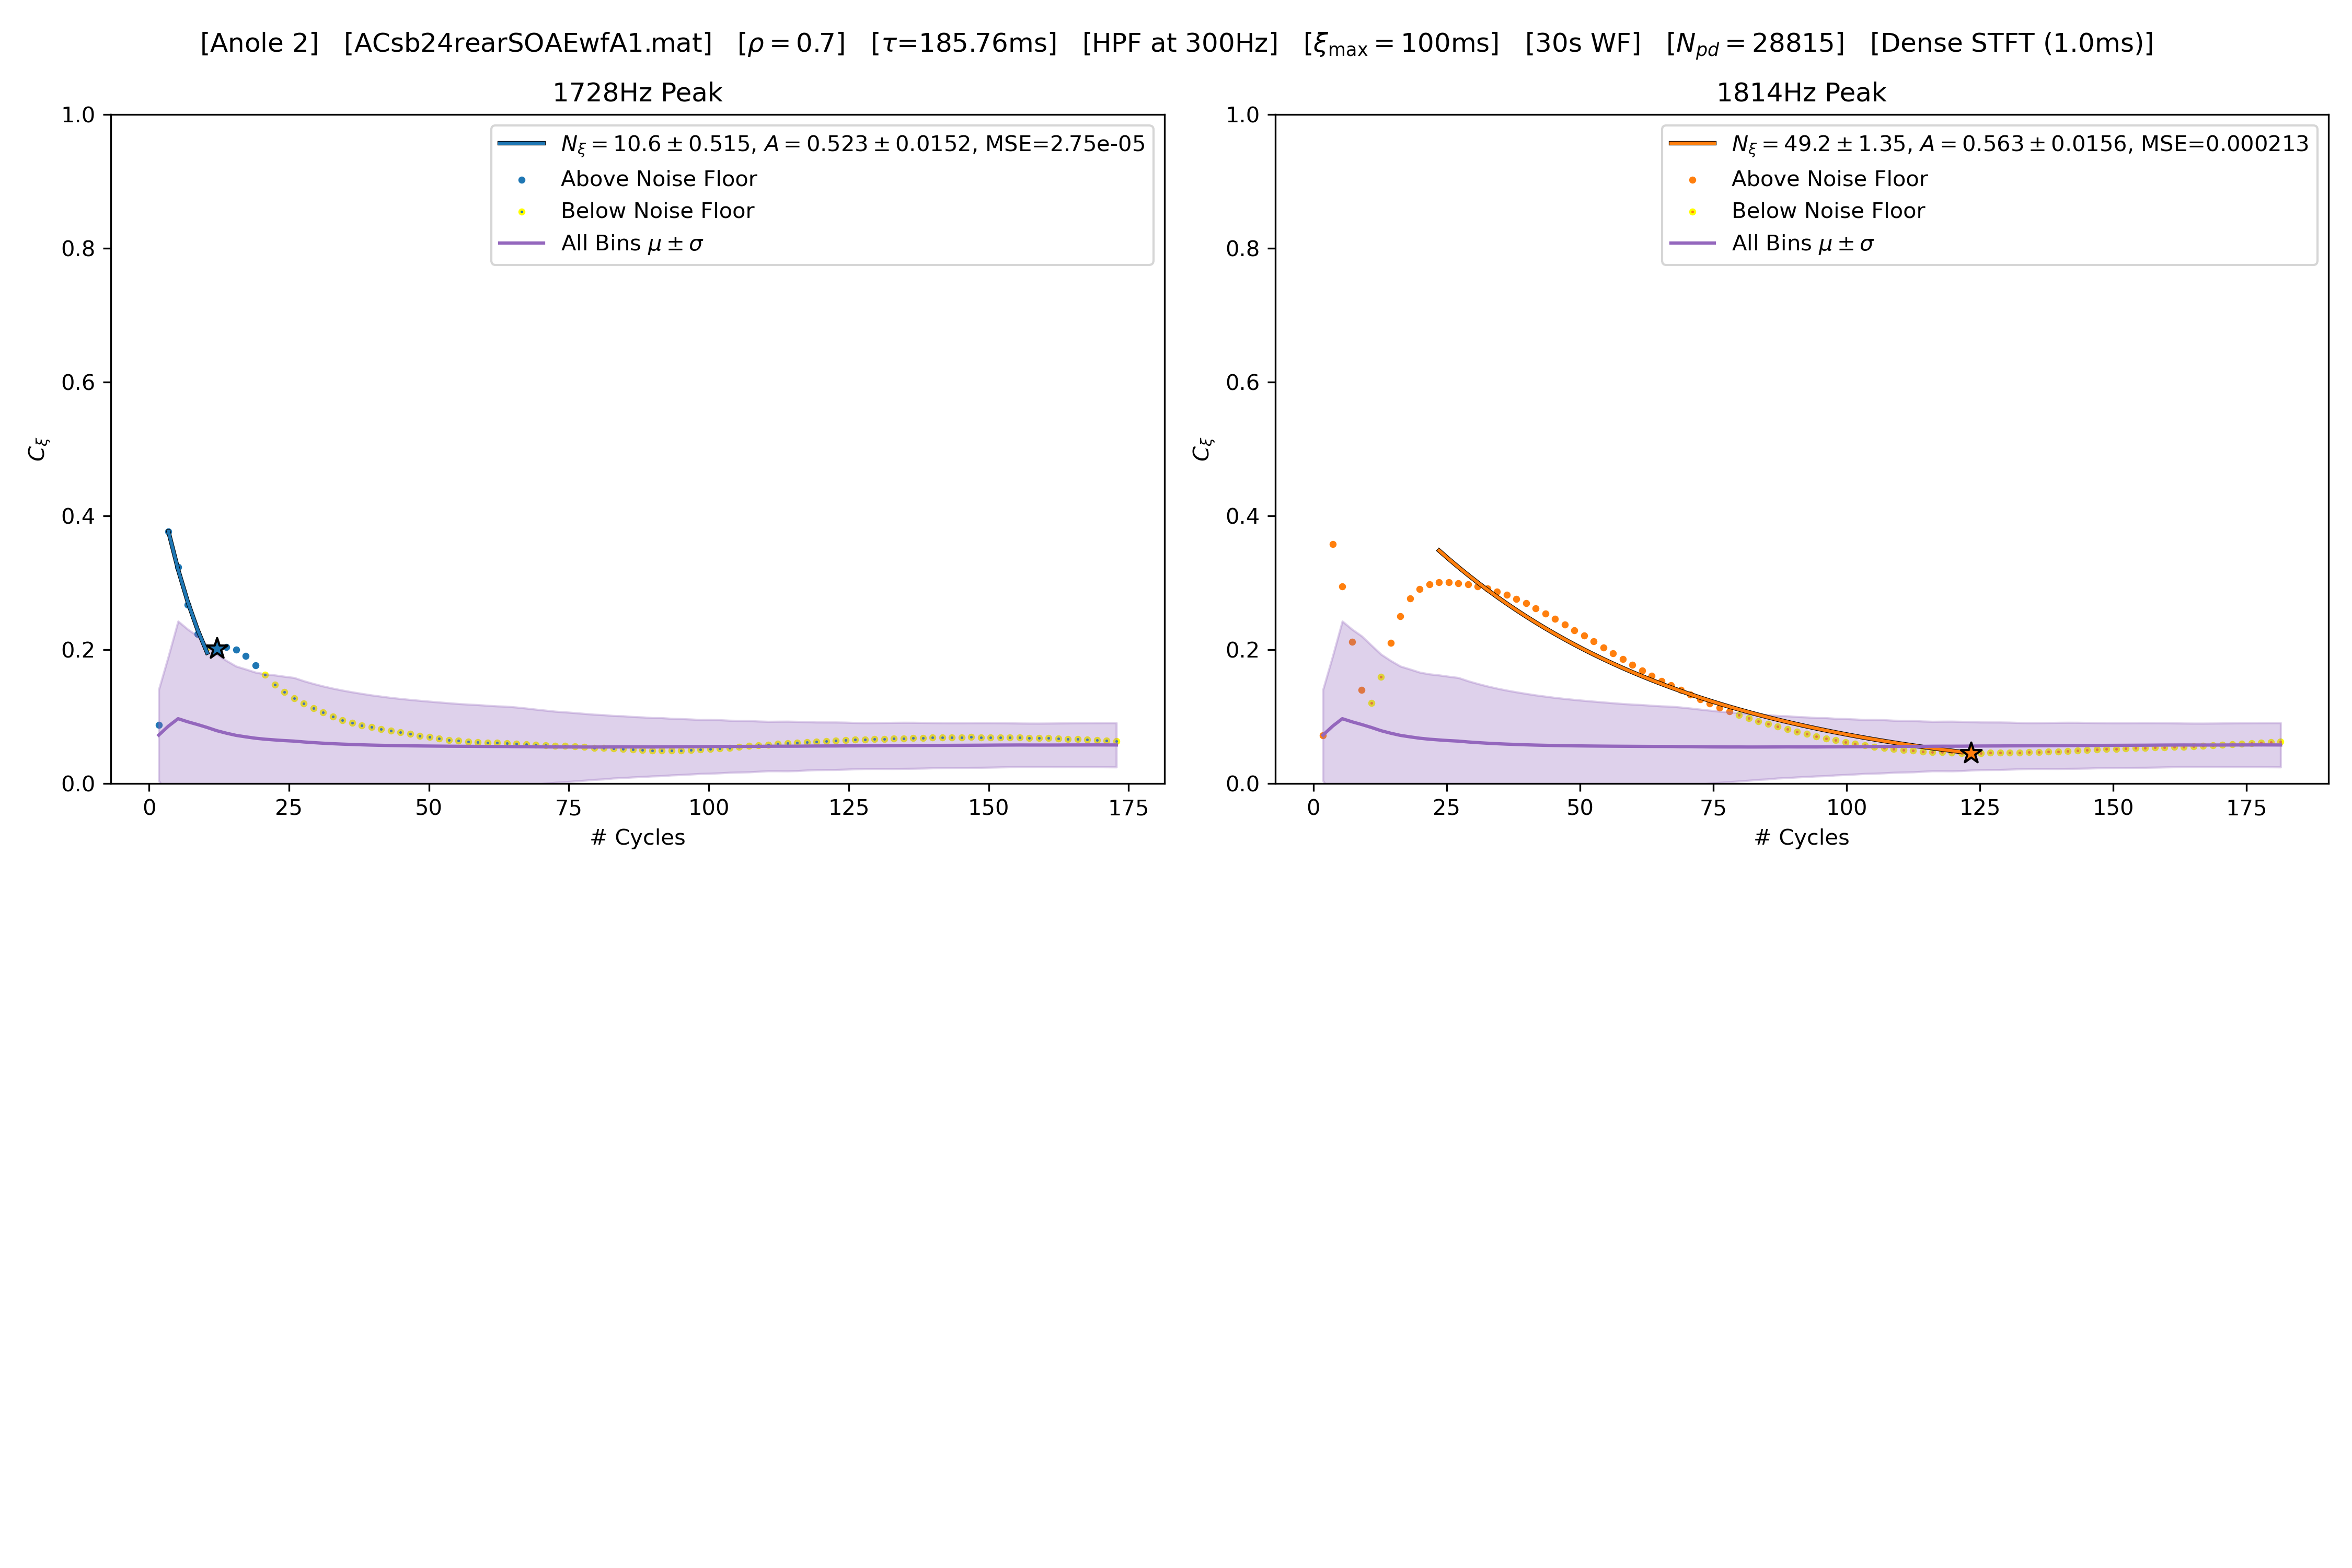 [Anole 2] [ACsb24rearSOAEwfA1.mat] [ρ = 0.7] [τ=185.76ms] [HPF at 300Hz] [ξmax = 100ms] [30s WF] [Npd = 28815] [Dense STFT (1.0ms)]
1728Hz Peak
Nξ = 10.6 ± 0.515, A = 0.523 ± 0.0152, MSE=2.75e-05
Above Noise Floor
Below Noise Floor
All Bins μ ± σ
1.0
0.8
0.6
0.4
0.2
0.0
Cξ
0 25 50 75 100 125 150 175
# Cycles
1814Hz Peak
Nξ = 49.2 ± 1.35, A = 0.563 ± 0.0156, MSE=0.000213
Above Noise Floor
Below Noise Floor
All Bins μ ± σ
1.0
0.8
0.6
0.4
0.2
0.0
Cξ
0 25 50 75 100 125 150 175
# Cycles